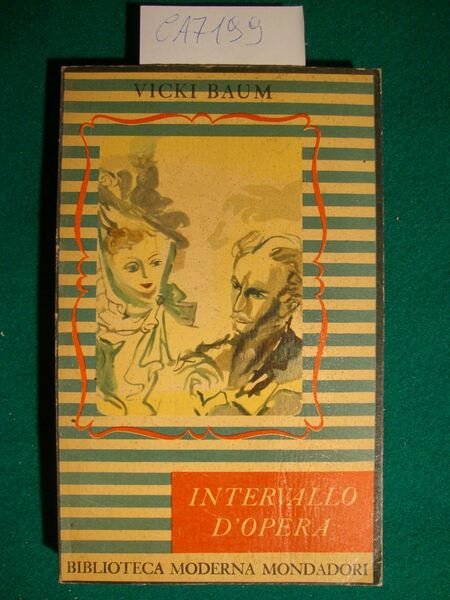 CA7199
VICKI BAUM
INTERVALLO
D'OPERA
BIBLIOTECA MODERNA MONDADORI